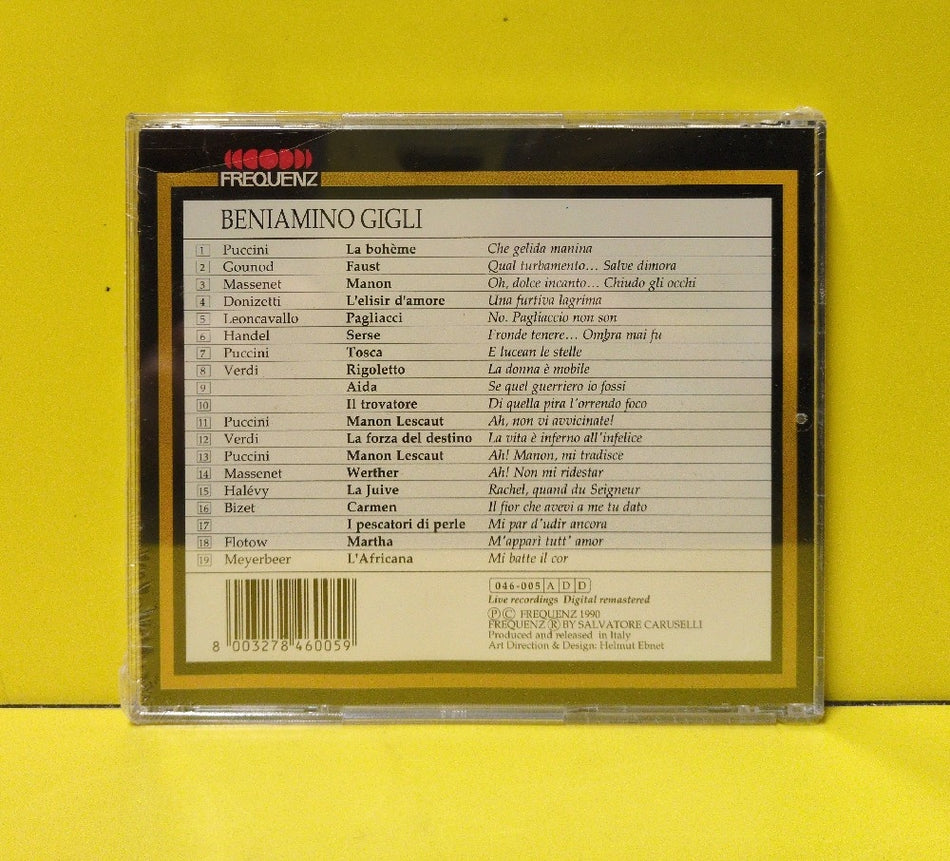 FREQUENZ
BENIAMINO GIGLI
1 Puccini La bohème Che gelida manina
2 Gounod Faust Qual turbamento... Salve dimora
3 Massenet Manon Oh, dolce incanto... Chiudo gli occhi
4 Donizetti L'elisir d'amore Una furtiva lagrima
5 Leoncavallo Pagliacci No. Pagliaccio non son
6 Handel Serse Fronde tenere... Ombra mai fu
7 Puccini Tosca E lucean le stelle
8 Verdi Rigoletto La donna è mobile
9 Aida Se quel guerriero io fossi
10 Il trovatore Di quella pira l'orrendo foco
11 Puccini Manon Lescaut Ah, non vi avvicinate!
12 Verdi La forza del destino La vita è inferno all'infelice
13 Puccini Manon Lescaut Ah! Manon, mi tradisce
14 Massenet Werther Ah! Non mi ridestar
15 Halévy La Juive Rachel, quand du Seigneur
16 Bizet Carmen Il fior che avevi a me tu dato
17 I pescatori di perle Mi par d'udir ancora
18 Flotow Martha M'apparì tutt' amor
19 Meyerbeer L'Africana Mi batte il cor
8 003278 460059
046-005 A D D
Live recordings Digital remastered
Ⓟ© FREQUENZ 1990
FREQUENZ ® BY SALVATORE CARUSELLI
Produced and released in Italy
Art Direction & Design: Helmut Ebnet